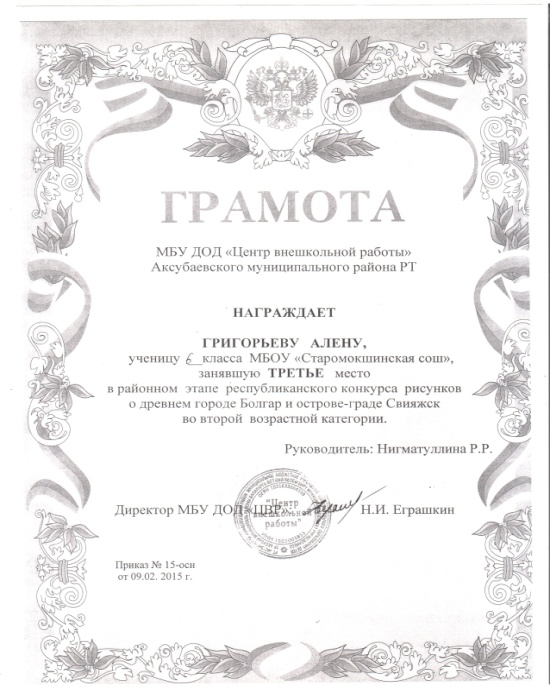 ГРАМОТА
МБУ ДОД «Центр внешкольной работы»
Аксубаевского муниципального района РТ
НАГРАЖДАЕТ
ГРИГОРЬЕВУ АЛЕНУ,
ученицу 6 класса МБОУ «Старомокшинская сош»,
занявшую ТРЕТЬЕ место
в районном этапе республиканского конкурса рисунков
о древнем городе Болгар и острове-граде Свияжск
во второй возрастной категории.
Руководитель: Нигматуллина Р.Р.
"Центр
внешкольной
работы"
Директор МБУ ДОД «ЦВР»: Н.И. Еграшкин
Приказ № 15-осн
от 09.02. 2015 г.